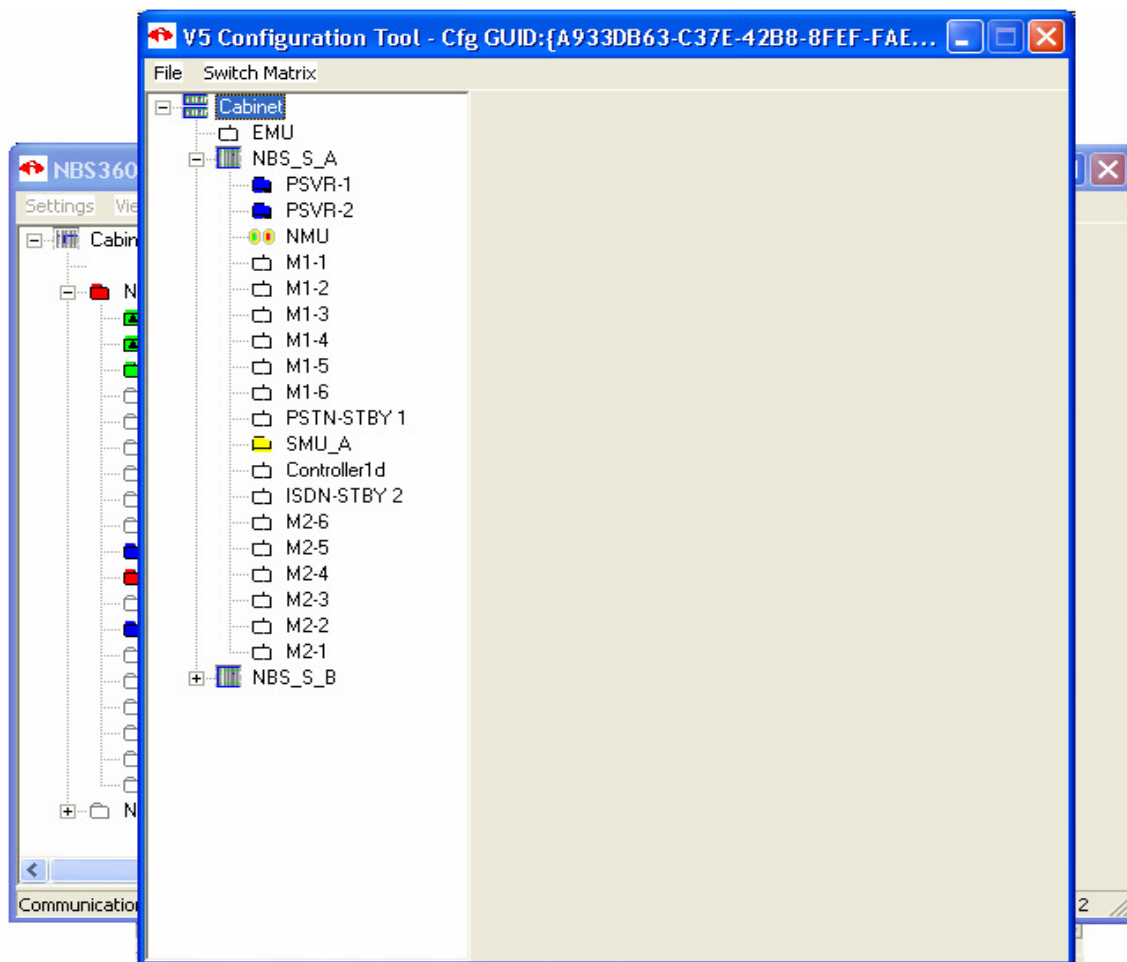 V5 Configuration Tool - Cfg GUID:{A933DB63-C37E-42B8-8FEF-FAE...
File Switch Matrix
Cabinet
EMU
NBS_S_A
PSVR-1
PSVR-2
NMU
M1-1
M1-2
M1-3
M1-4
M1-5
M1-6
PSTN-STBY 1
SMU_A
Controller1d
ISDN-STBY 2
M2-6
M2-5
M2-4
M2-3
M2-2
M2-1
NBS_S_B
NBS360
Settings Vie
Cabin
N
N
Communication
2